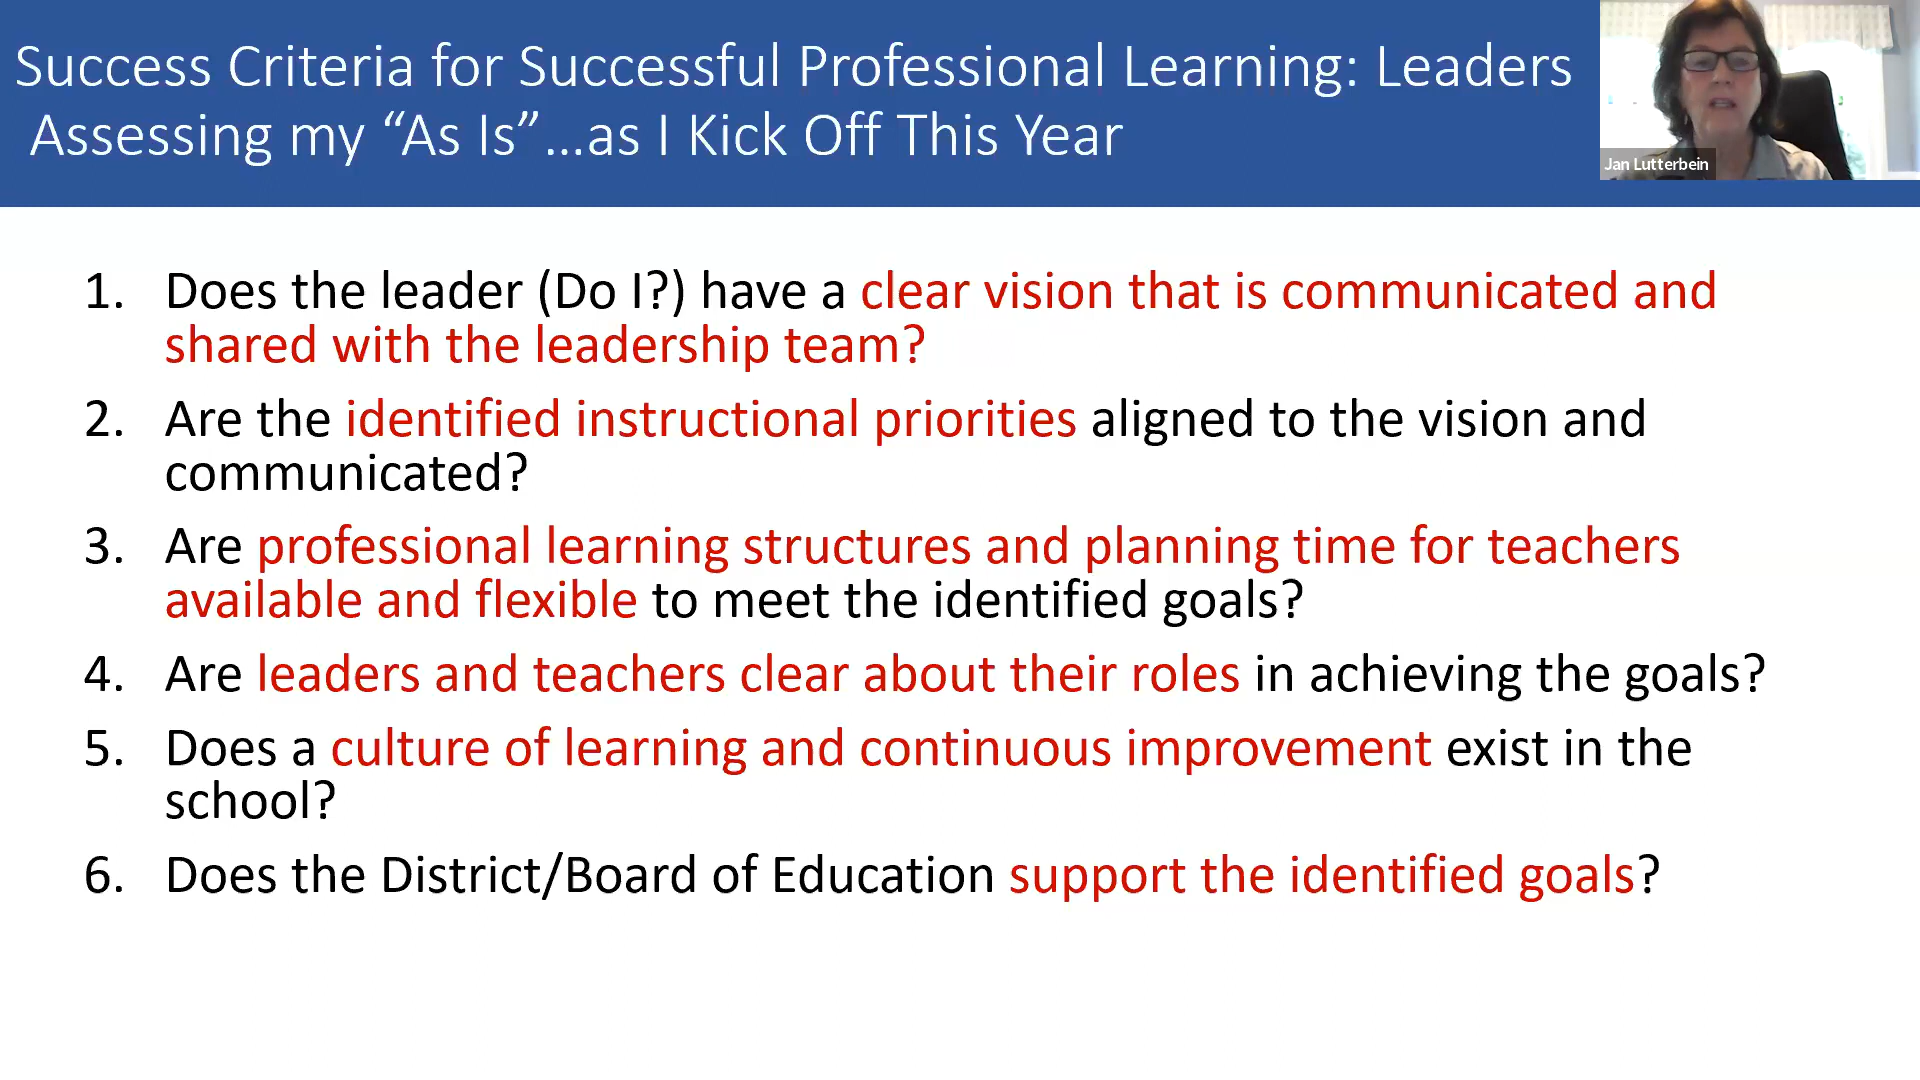 Success Criteria for Successful Professional Learning: Leaders
Assessing my “As Is”...as I Kick Off This Year
Jan Lutterbein
1. Does the leader (Do I?) have a clear vision that is communicated and
shared with the leadership team?
2. Are the identified instructional priorities aligned to the vision and
communicated?
3. Are professional learning structures and planning time for teachers
available and flexible to meet the identified goals?
4. Are leaders and teachers clear about their roles in achieving the goals?
5. Does a culture of learning and continuous improvement exist in the
school?
6. Does the District/Board of Education support the identified goals?